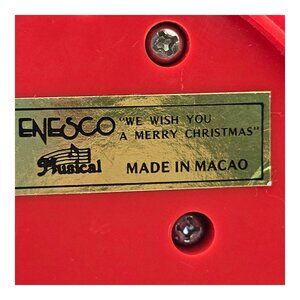 ENESCO "WE WISH YOU
A MERRY CHRISTMAS"
Musical MADE IN MACAO